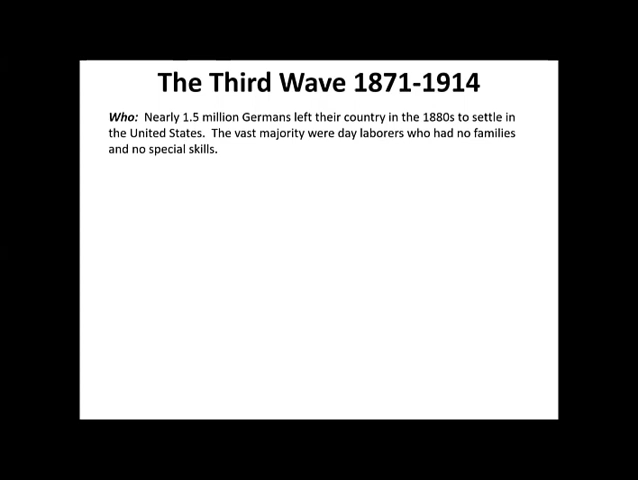 The Third Wave 1871-1914
Who: Nearly 1.5 million Germans left their country in the 1880s to settle in
the United States. The vast majority were day laborers who had no families
and no special skills.